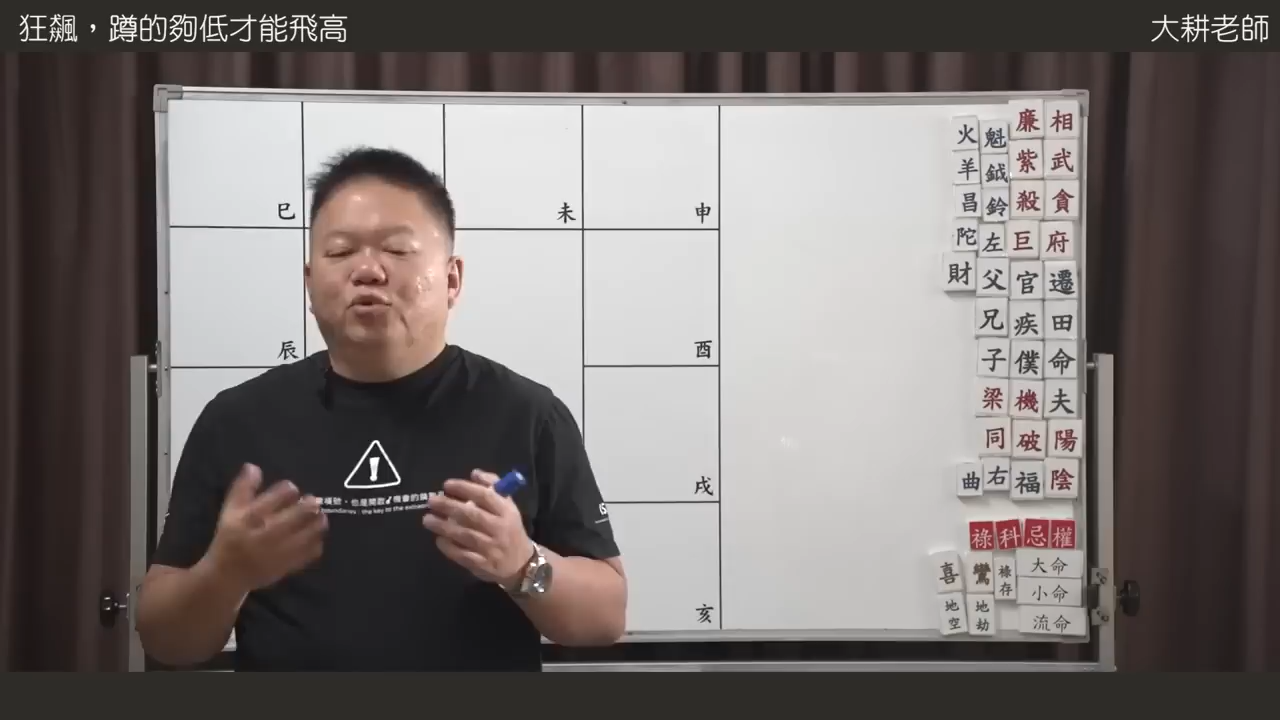 狂飆，蹲的夠低才能飛高
大耕老師
巳
未
申
辰
酉
戌
亥
火 魁 廉 相
羊 鉞 紫 武
昌 鈴 殺 貪
陀 左 巨 府
財 父 官 遷
兄 疾 田
子 僕 命
梁 機 夫
同 破 陽
曲 右 福 陰
祿 科 忌 權
喜 鸞 祿存 大命
小命
地空 地劫 流命